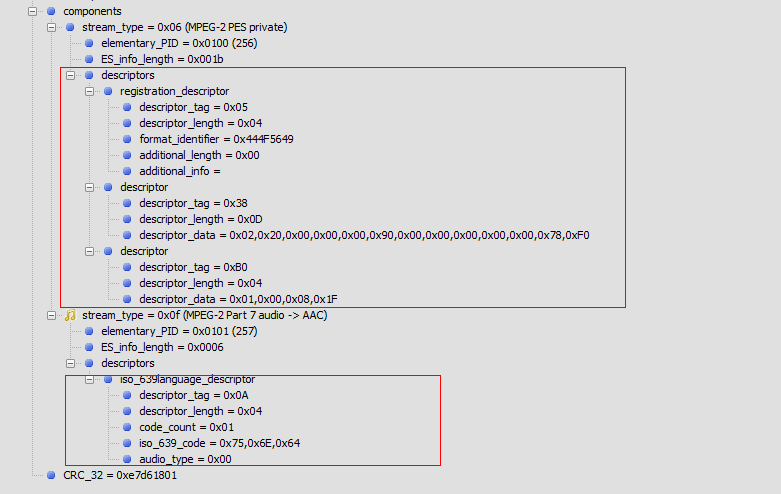 components
stream_type = 0x06 (MPEG-2 PES private)
elementary_PID = 0x0100 (256)
ES_info_length = 0x001b
descriptors
registration_descriptor
descriptor_tag = 0x05
descriptor_length = 0x04
format_identifier = 0x444F5649
additional_length = 0x00
additional_info =
descriptor
descriptor_tag = 0x38
descriptor_length = 0x0D
descriptor_data = 0x02,0x20,0x00,0x00,0x00,0x90,0x00,0x00,0x00,0x00,0x00,0x78,0xF0
descriptor
descriptor_tag = 0xB0
descriptor_length = 0x04
descriptor_data = 0x01,0x00,0x08,0x1F
stream_type = 0x0f (MPEG-2 Part 7 audio -> AAC)
elementary_PID = 0x0101 (257)
ES_info_length = 0x0006
descriptors
iso_639language_descriptor
descriptor_tag = 0x0A
descriptor_length = 0x04
code_count = 0x01
iso_639_code = 0x75,0x6E,0x64
audio_type = 0x00
CRC_32 = 0xe7d61801